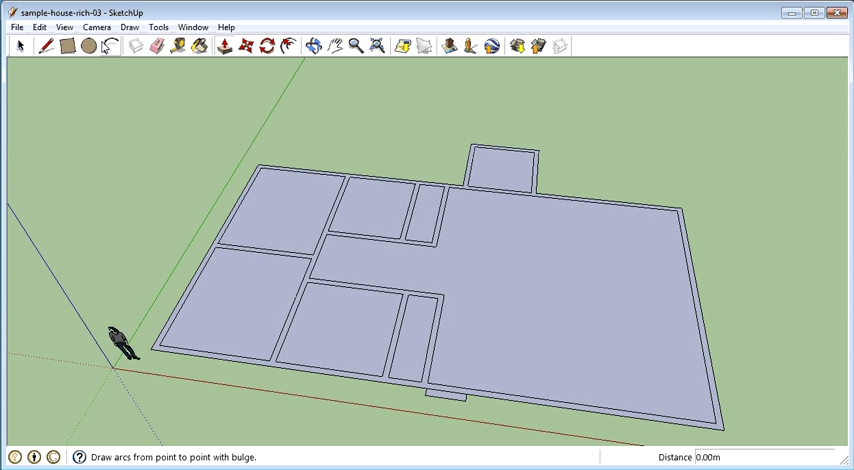 sample-house-rich-03 - SketchUp
File Edit View Camera Draw Tools Window Help
Draw arcs from point to point with bulge.
Distance 0.00m